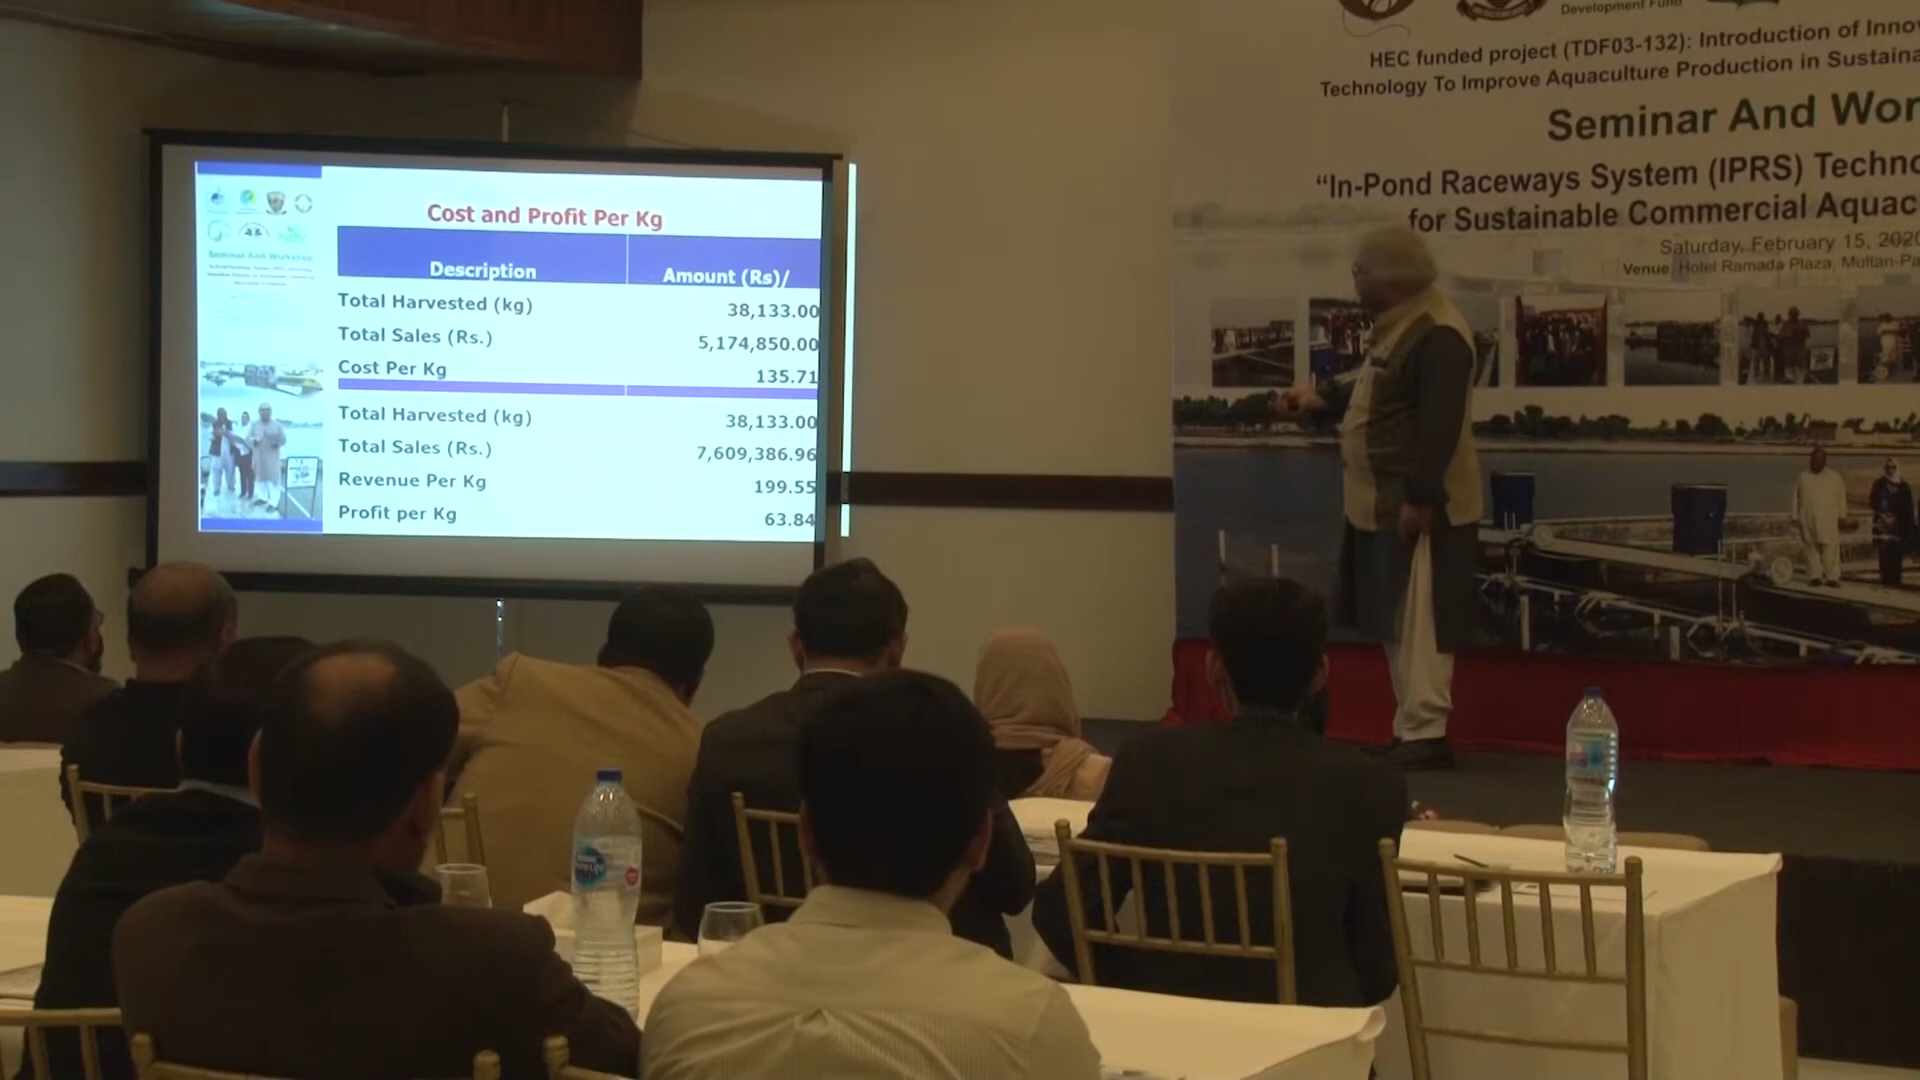 Cost and Profit Per Kg
Description Amount (Rs)/
Total Harvested (kg) 38,133.00
Total Sales (Rs.) 5,174,850.00
Cost Per Kg 135.71
Total Harvested (kg) 38,133.00
Total Sales (Rs.) 7,609,386.96
Revenue Per Kg 199.55
Profit per Kg 63.84
Seminar And Workshop
Development Fund
HEC funded project (TDF03-132): Introduction of Innov
Technology To Improve Aquaculture Production in Sustaina
Seminar And Wor
“In-Pond Raceways System (IPRS) Techno
for Sustainable Commercial Aquac
Saturday, February 15, 2020
Venue: Hotel Ramada Plaza, Multan-Pa